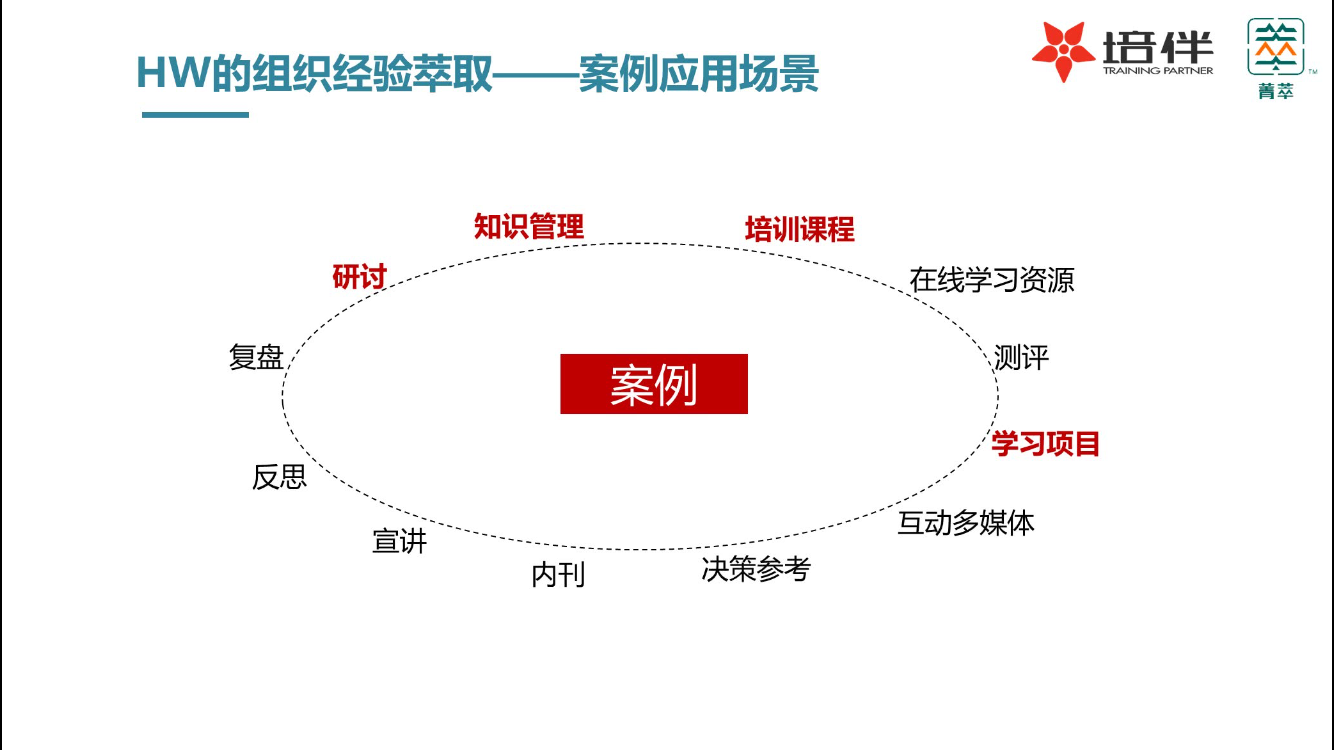 HW的组织经验萃取——案例应用场景
培伴
TRAINING PARTNER
萃
TM
菁萃
知识管理
培训课程
研讨
在线学习资源
复盘
测评
案例
学习项目
反思
互动多媒体
宣讲
内刊
决策参考